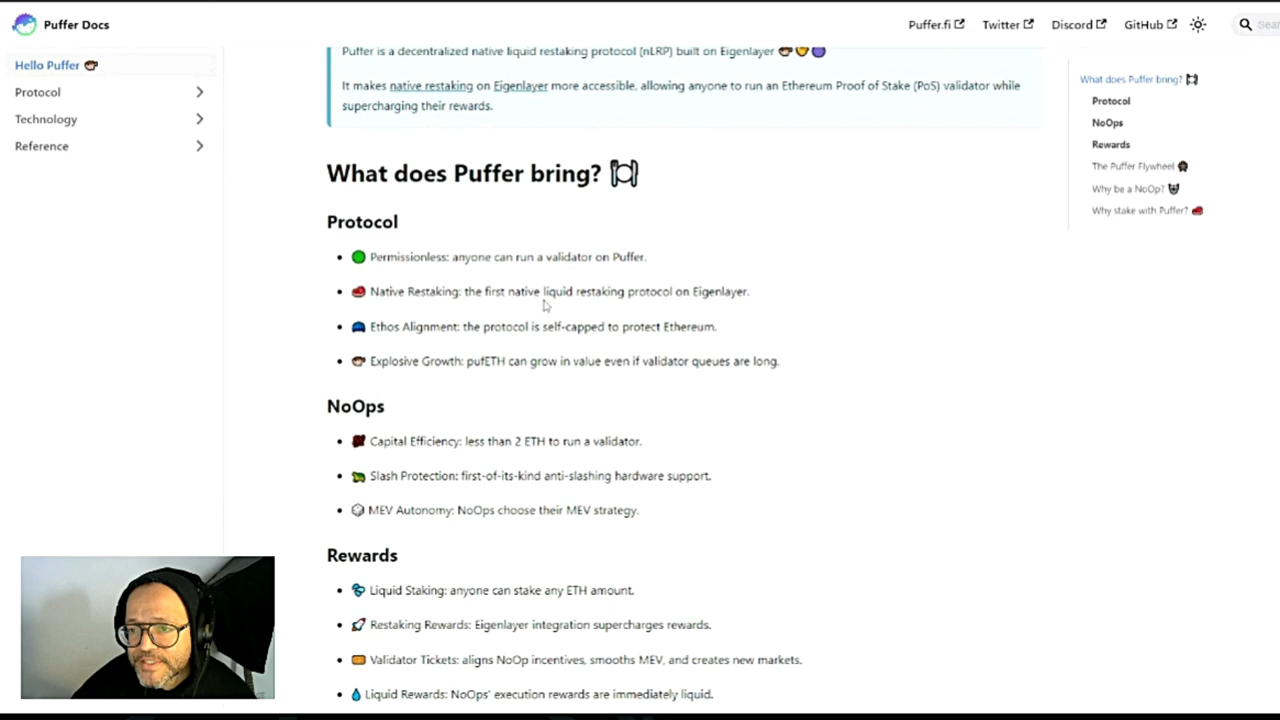 Puffer Docs
Puffer.fi
Twitter
Discord
GitHub
Sear
Hello Puffer
Protocol
Technology
Reference
Puffer is a decentralized native liquid restaking protocol (nLRP) built on Eigenlayer
It makes native restaking on Eigenlayer more accessible, allowing anyone to run an Ethereum Proof of Stake (PoS) validator while
supercharging their rewards.
What does Puffer bring?
Protocol
Permissionless: anyone can run a validator on Puffer.
Native Restaking: the first native liquid restaking protocol on Eigenlayer.
Ethos Alignment: the protocol is self-capped to protect Ethereum.
Explosive Growth: pufETH can grow in value even if validator queues are long.
NoOps
Capital Efficiency: less than 2 ETH to run a validator.
Slash Protection: first-of-its-kind anti-slashing hardware support.
MEV Autonomy: NoOps choose their MEV strategy.
Rewards
Liquid Staking: anyone can stake any ETH amount.
Restaking Rewards: Eigenlayer integration supercharges rewards.
Validator Tickets: aligns NoOp incentives, smooths MEV, and creates new markets.
Liquid Rewards: NoOps' execution rewards are immediately liquid.
What does Puffer bring?
Protocol
NoOps
Rewards
The Puffer Flywheel
Why be a NoOp?
Why stake with Puffer?